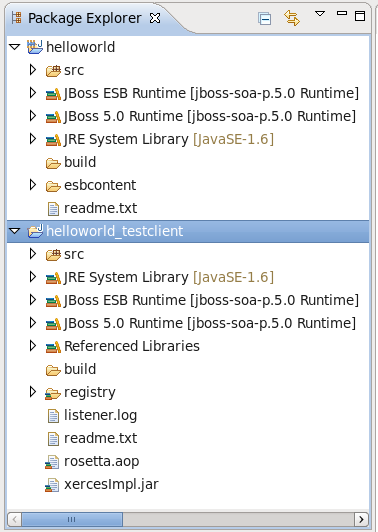 Package Explorer
helloworld
src
JBoss ESB Runtime [jboss-soa-p.5.0 Runtime]
JBoss 5.0 Runtime [jboss-soa-p.5.0 Runtime]
JRE System Library [JavaSE-1.6]
build
esbcontent
readme.txt
helloworld_testclient
src
JRE System Library [JavaSE-1.6]
JBoss ESB Runtime [jboss-soa-p.5.0 Runtime]
JBoss 5.0 Runtime [jboss-soa-p.5.0 Runtime]
Referenced Libraries
build
registry
listener.log
readme.txt
rosetta.aop
xercesImpl.jar